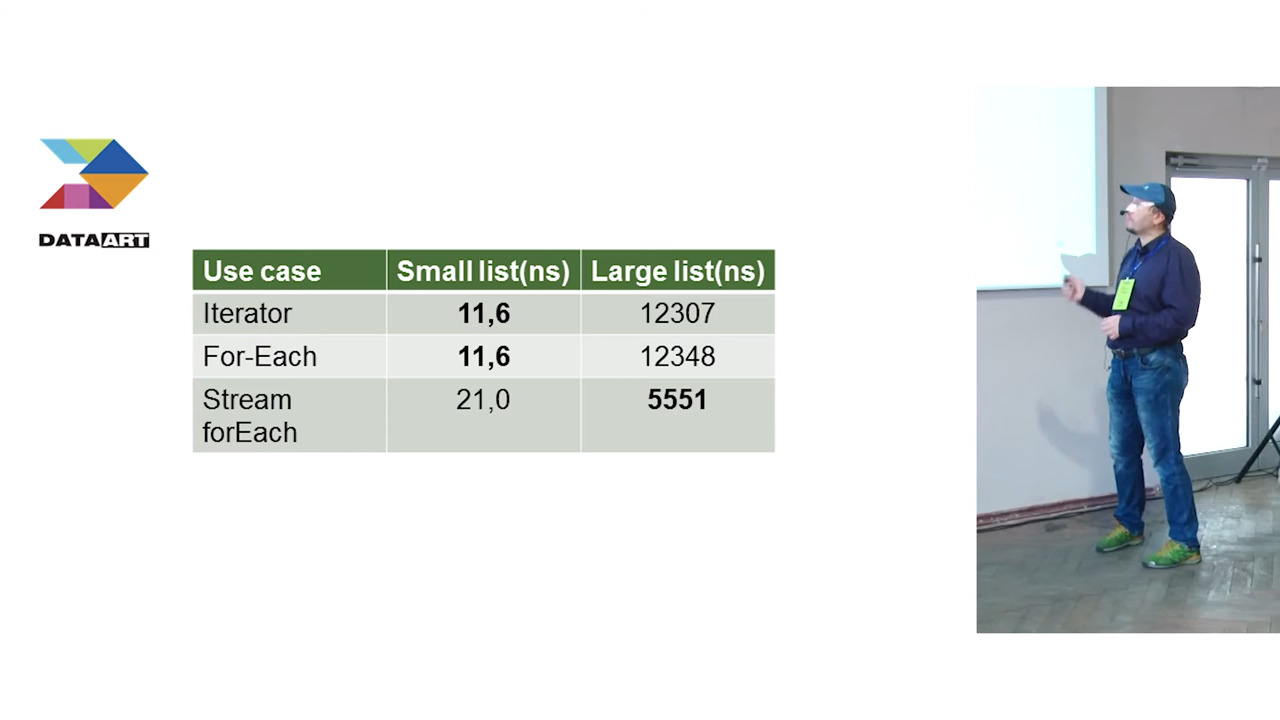 DATAART
Use case Small list(ns) Large list(ns)
Iterator 11,6 12307
For-Each 11,6 12348
Stream forEach 21,0 5551